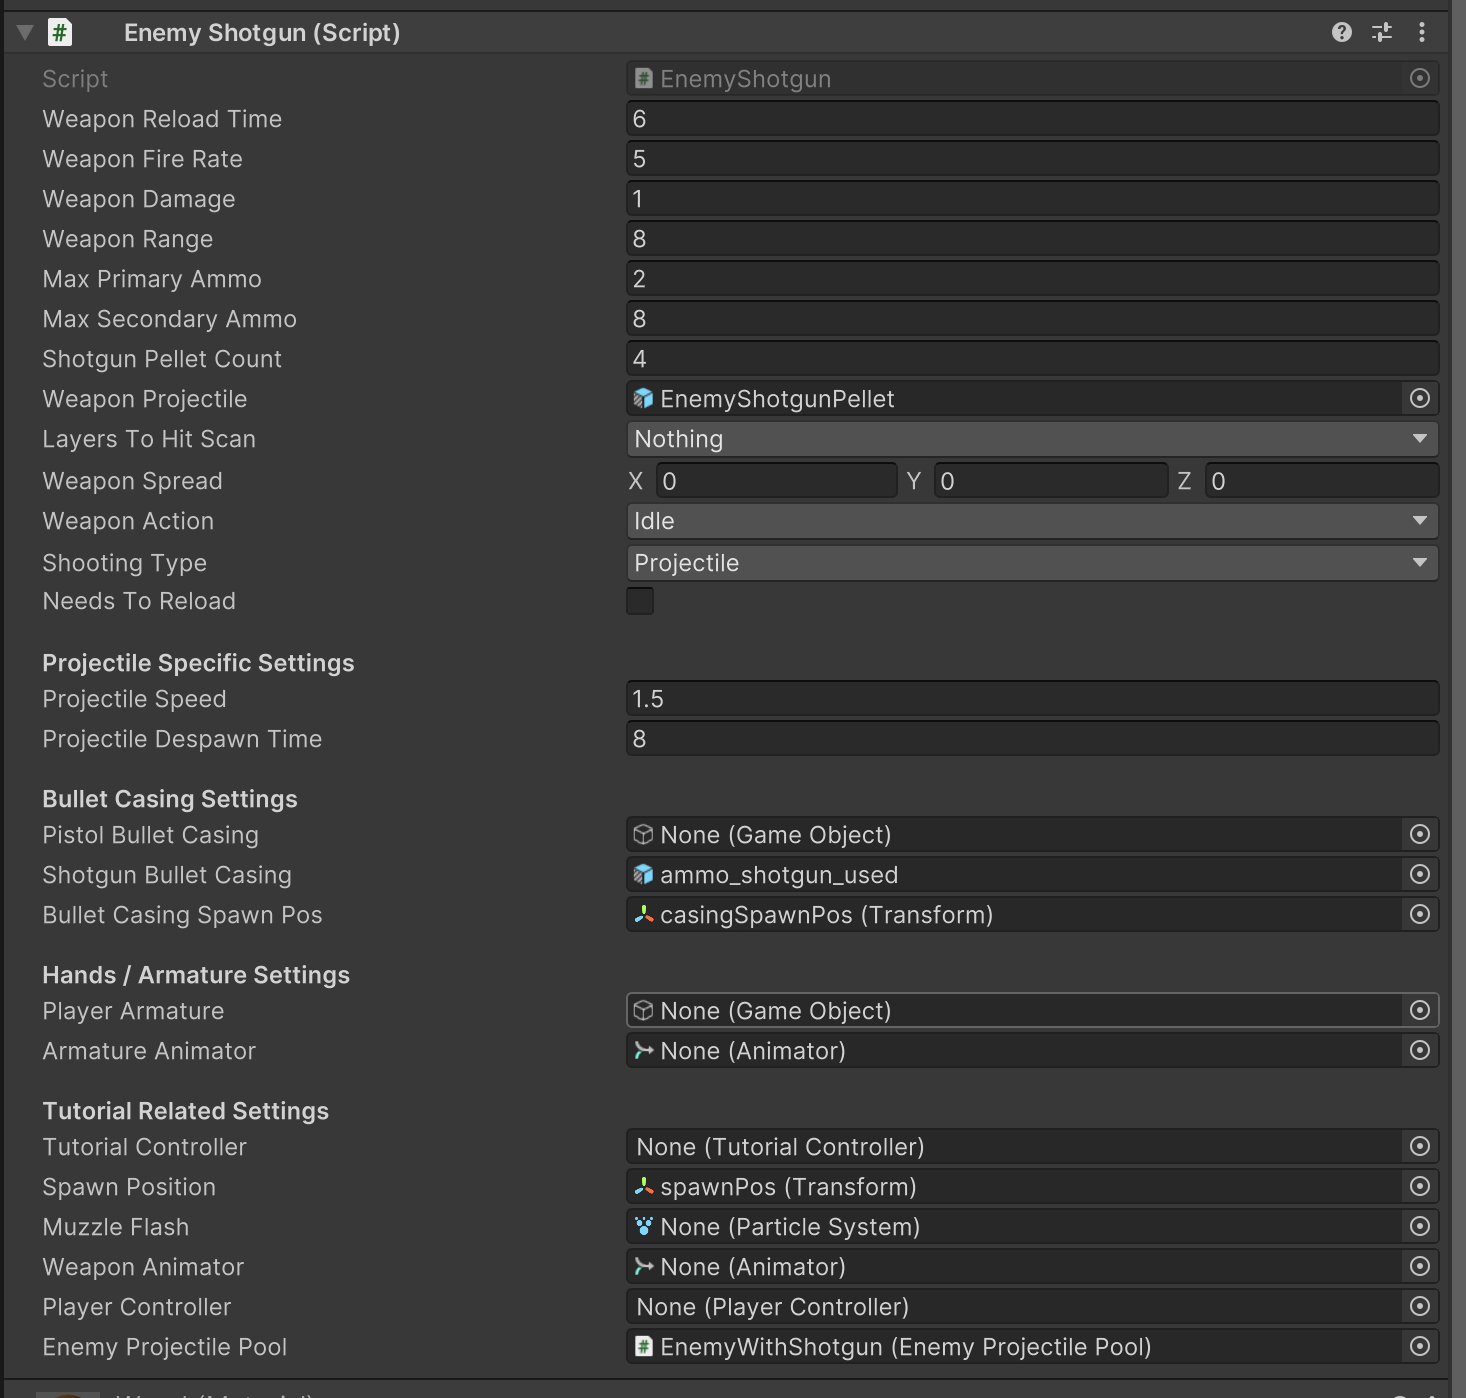 Enemy Shotgun (Script)
Script EnemyShotgun
Weapon Reload Time 6
Weapon Fire Rate 5
Weapon Damage 1
Weapon Range 8
Max Primary Ammo 2
Max Secondary Ammo 8
Shotgun Pellet Count 4
Weapon Projectile EnemyShotgunPellet
Layers To Hit Scan Nothing
Weapon Spread X 0 Y 0 Z 0
Weapon Action Idle
Shooting Type Projectile
Needs To Reload
Projectile Specific Settings
Projectile Speed 1.5
Projectile Despawn Time 8
Bullet Casing Settings
Pistol Bullet Casing None (Game Object)
Shotgun Bullet Casing ammo_shotgun_used
Bullet Casing Spawn Pos casingSpawnPos (Transform)
Hands / Armature Settings
Player Armature None (Game Object)
Armature Animator None (Animator)
Tutorial Related Settings
Tutorial Controller None (Tutorial Controller)
Spawn Position spawnPos (Transform)
Muzzle Flash None (Particle System)
Weapon Animator None (Animator)
Player Controller None (Player Controller)
Enemy Projectile Pool EnemyWithShotgun (Enemy Projectile Pool)